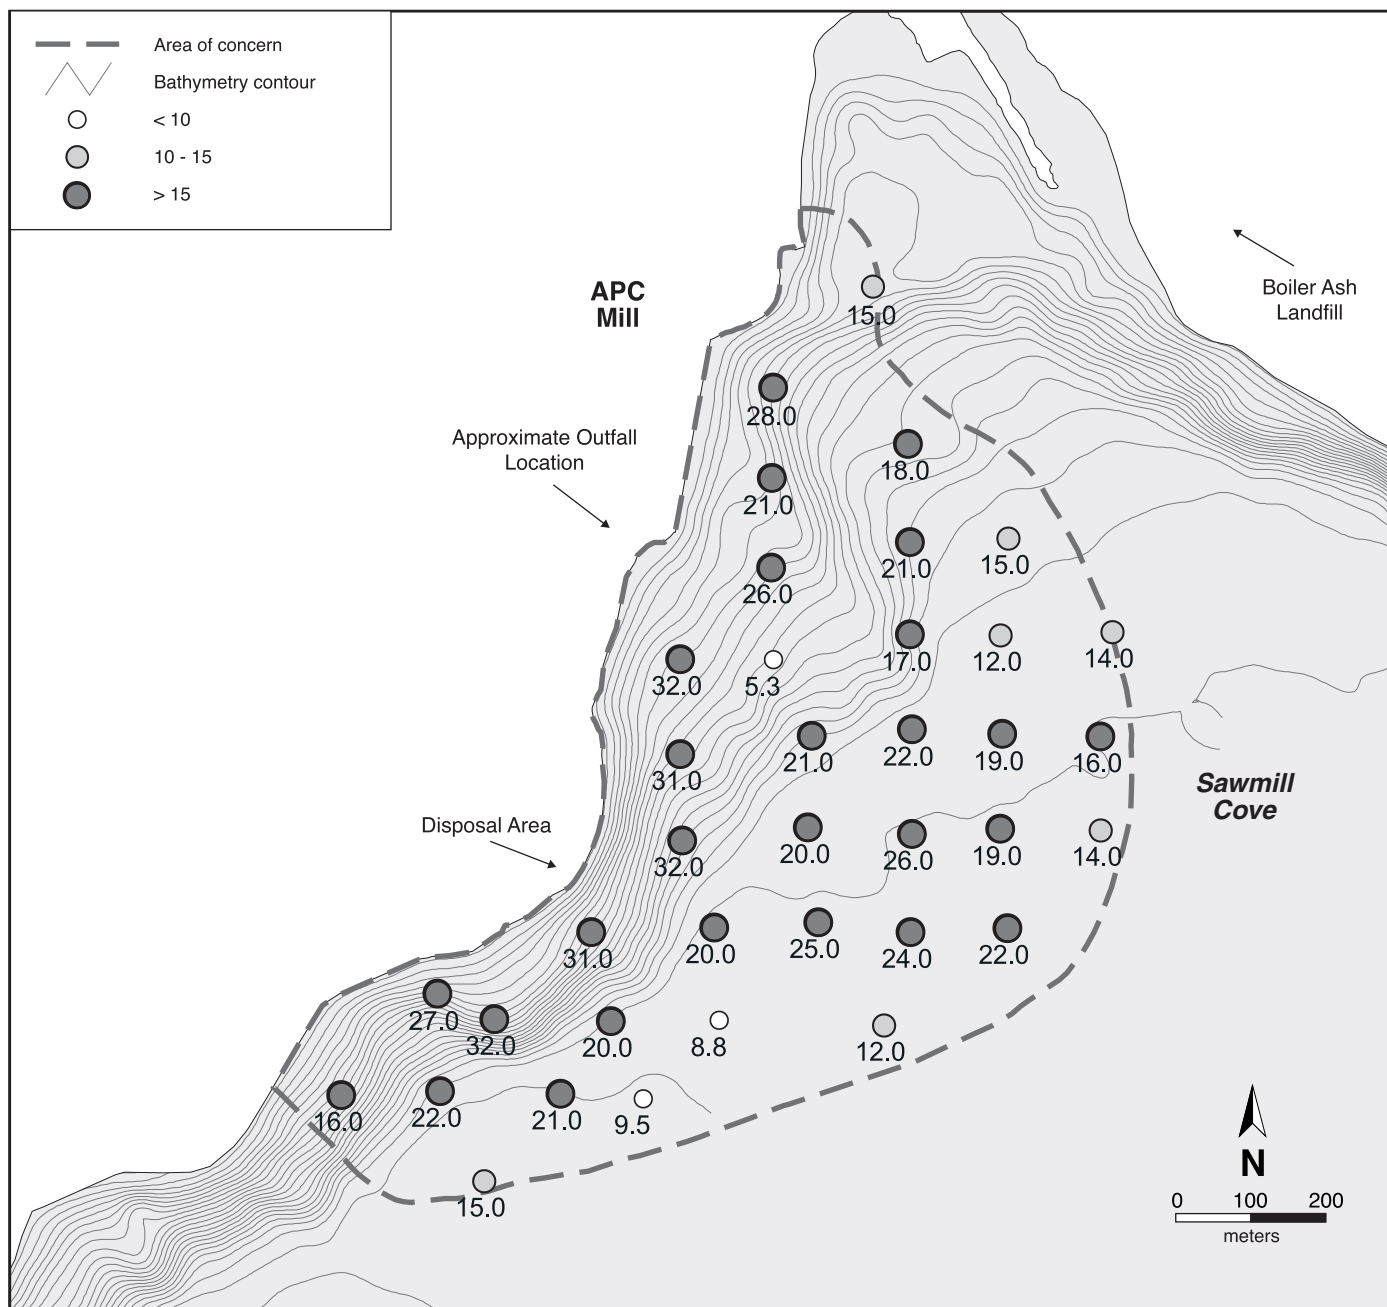 Area of concern
Bathymetry contour
< 10
10 - 15
> 15
APC
Mill
Boiler Ash
Landfill
15.0
28.0
Approximate Outfall
Location
18.0
21.0
21.0
15.0
26.0
32.0
5.3
17.0
12.0
14.0
31.0
21.0
22.0
19.0
16.0
Sawmill
Cove
Disposal Area
32.0
20.0
26.0
19.0
14.0
31.0
20.0
25.0
24.0
22.0
27.0
32.0
20.0
8.8
12.0
16.0
22.0
21.0
9.5
15.0
N
0 100 200
meters